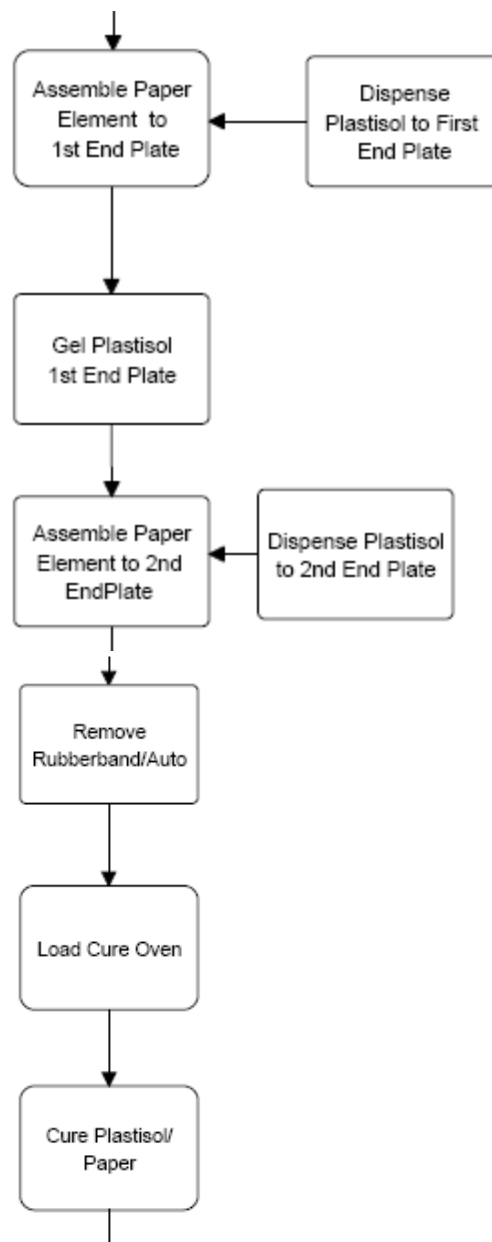 Assemble Paper
Element to
1st End Plate
Dispense
Plastisol to First
End Plate
Gel Plastisol
1st End Plate
Assemble Paper
Element to 2nd
EndPlate
Dispense Plastisol
to 2nd End Plate
Remove
Rubberband/Auto
Load Cure Oven
Cure Plastisol/
Paper